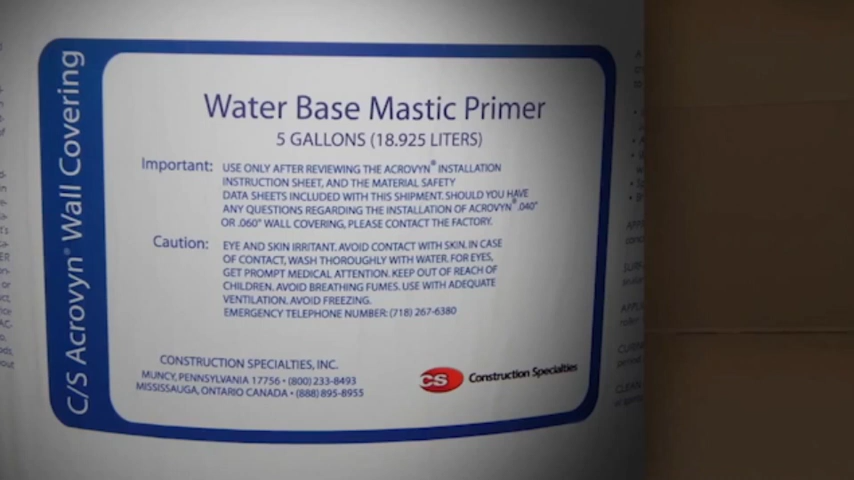 C/S Acrovyn® Wall Covering
Water Base Mastic Primer
5 GALLONS (18.925 LITERS)
Important: USE ONLY AFTER REVIEWING THE ACROVYN® INSTALLATION
INSTRUCTION SHEET, AND THE MATERIAL SAFETY
DATA SHEETS INCLUDED WITH THIS SHIPMENT. SHOULD YOU HAVE
ANY QUESTIONS REGARDING THE INSTALLATION OF ACROVYN® .040"
OR .060" WALL COVERING, PLEASE CONTACT THE FACTORY.
Caution: EYE AND SKIN IRRITANT. AVOID CONTACT WITH SKIN. IN CASE
OF CONTACT, WASH THOROUGHLY WITH WATER. FOR EYES,
GET PROMPT MEDICAL ATTENTION. KEEP OUT OF REACH OF
CHILDREN. AVOID BREATHING FUMES. USE WITH ADEQUATE
VENTILATION. AVOID FREEZING.
EMERGENCY TELEPHONE NUMBER: (718) 267-6380
CONSTRUCTION SPECIALTIES, INC.
MUNCY, PENNSYLVANIA 17756 • (800) 233-8493
MISSISSAUGA, ONTARIO CANADA • (888) 895-8955
CS Construction Specialties